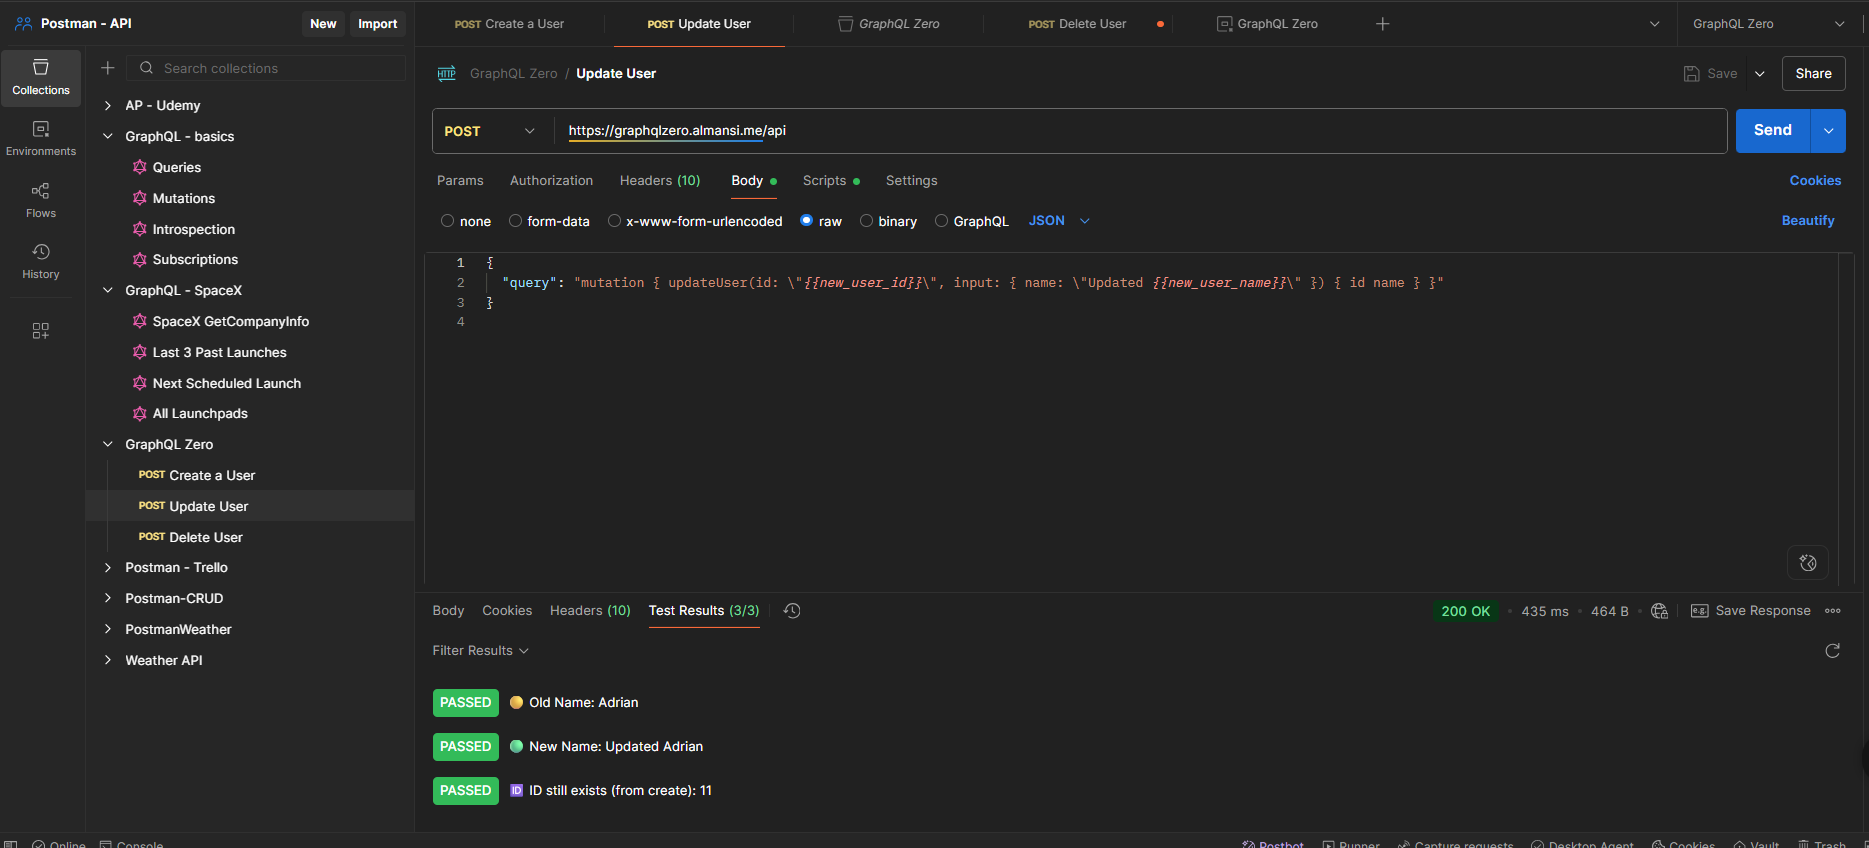 Postman - API
New
Import
POST Create a User
POST Update User
GraphQL Zero
POST Delete User
GraphQL Zero
GraphQL Zero
Collections
Environments
Flows
History
Search collections
AP - Udemy
GraphQL - basics
Queries
Mutations
Introspection
Subscriptions
GraphQL - SpaceX
SpaceX GetCompanyInfo
Last 3 Past Launches
Next Scheduled Launch
All Launchpads
GraphQL Zero
POST Create a User
POST Update User
POST Delete User
Postman - Trello
Postman-CRUD
PostmanWeather
Weather API
HTTP GraphQL Zero / Update User
Save
Share
POST
https://graphqlzero.almansi.me/api
Send
Params
Authorization
Headers (10)
Body
Scripts
Settings
Cookies
none
form-data
x-www-form-urlencoded
raw
binary
GraphQL
JSON
Beautify
1 {
2 "query": "mutation { updateUser(id: \"{{new_user_id}}\", input: { name: \"Updated {{new_user_name}}\" }) { id name } }"
3 }
4
Body
Cookies
Headers (10)
Test Results (3/3)
200 OK
435 ms
464 B
e.g. Save Response
Filter Results
PASSED Old Name: Adrian
PASSED New Name: Updated Adrian
PASSED ID ID still exists (from create): 11
Online
Console
Postbot
Runner
Capture requests
Desktop Agent
Cookies
Vault
Trash